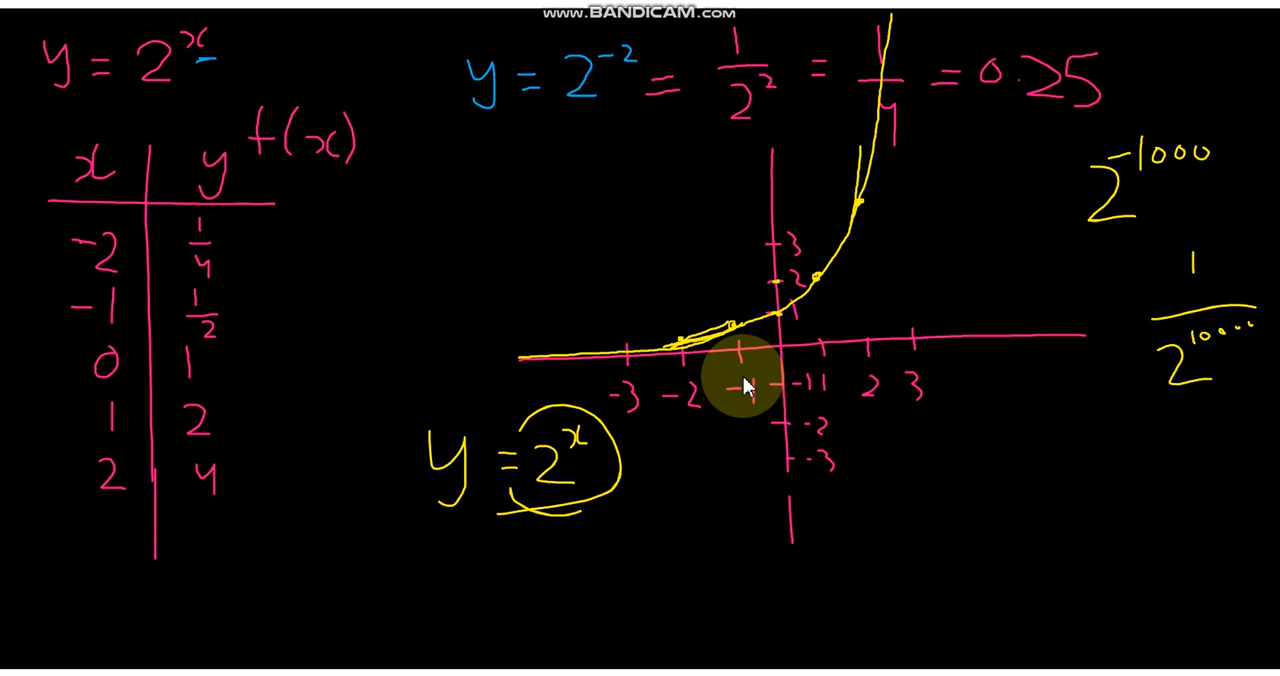 www.BANDICAM.com
y = 2^x
y = 2^-2 = 1/2^2 = 1/4 = 0.25
2^-1000
x y f(x)
-2 1/4
-1 1/2
0 1
1 2
2 4
3
2
1
-3 -2 -1 1 2 3
-1
-2
-3
y = 2^x